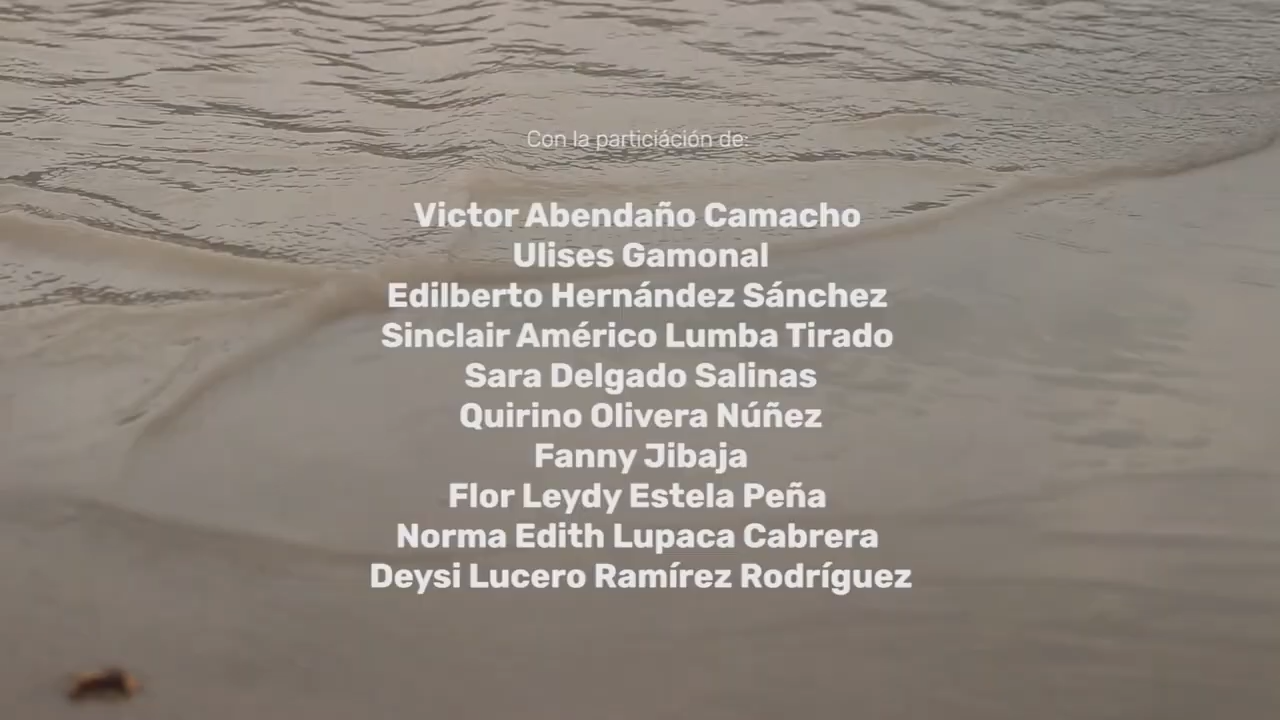 Con la particiáción de:
Victor Abendaño Camacho
Ulises Gamonal
Edilberto Hernández Sánchez
Sinclair Américo Lumba Tirado
Sara Delgado Salinas
Quirino Olivera Núñez
Fanny Jibaja
Flor Leydy Estela Peña
Norma Edith Lupaca Cabrera
Deysi Lucero Ramírez Rodríguez